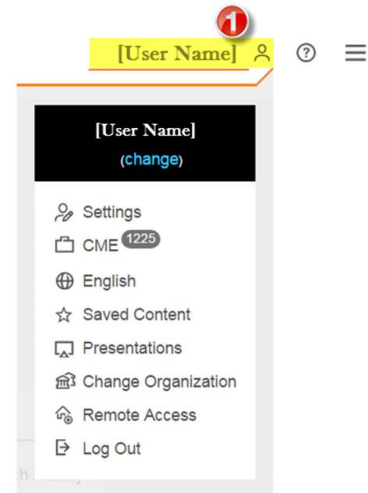 1
[User Name]
[User Name]
(change)
Settings
CME 1225
English
Saved Content
Presentations
Change Organization
Remote Access
Log Out